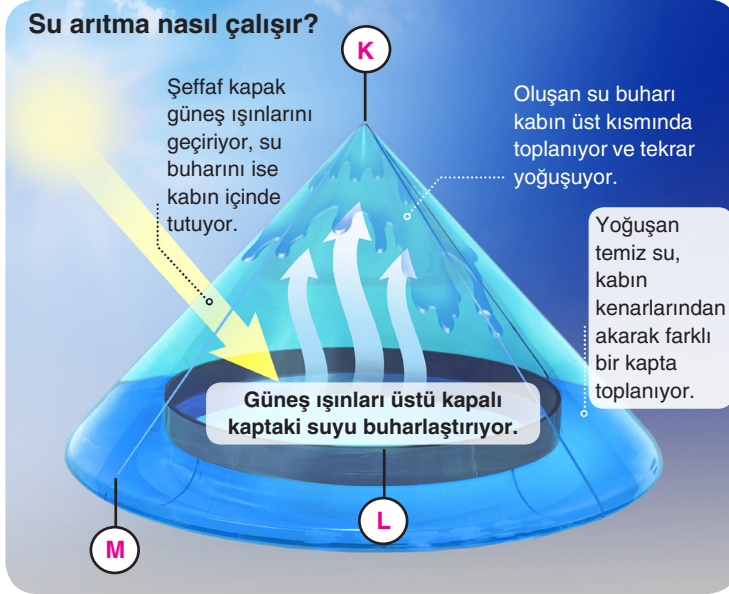 Su arıtma nasıl çalışır?
K
Şeffaf kapak
güneş ışınlarını
geçiriyor, su
buharını ise
kabın içinde
tutuyor.
Oluşan su buharı
kabın üst kısmında
toplanıyor ve tekrar
yoğuşuyor.
Yoğuşan
temiz su,
kabın
kenarlarından
akarak farklı
bir kapta
toplanıyor.
Güneş ışınları üstü kapalı
kaptaki suyu buharlaştırıyor.
L
M